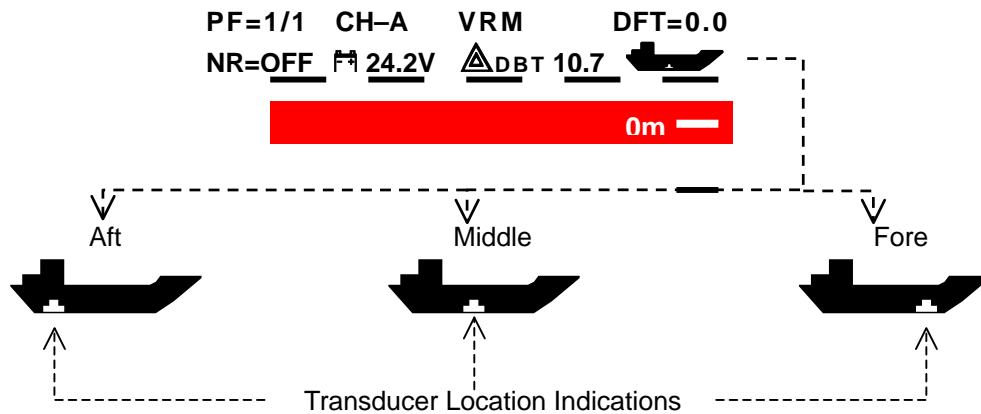 PF=1/1 CH–A VRM DFT=0.0
NR=OFF 24.2V DBT 10.7
0m
Aft Middle Fore
Transducer Location Indications